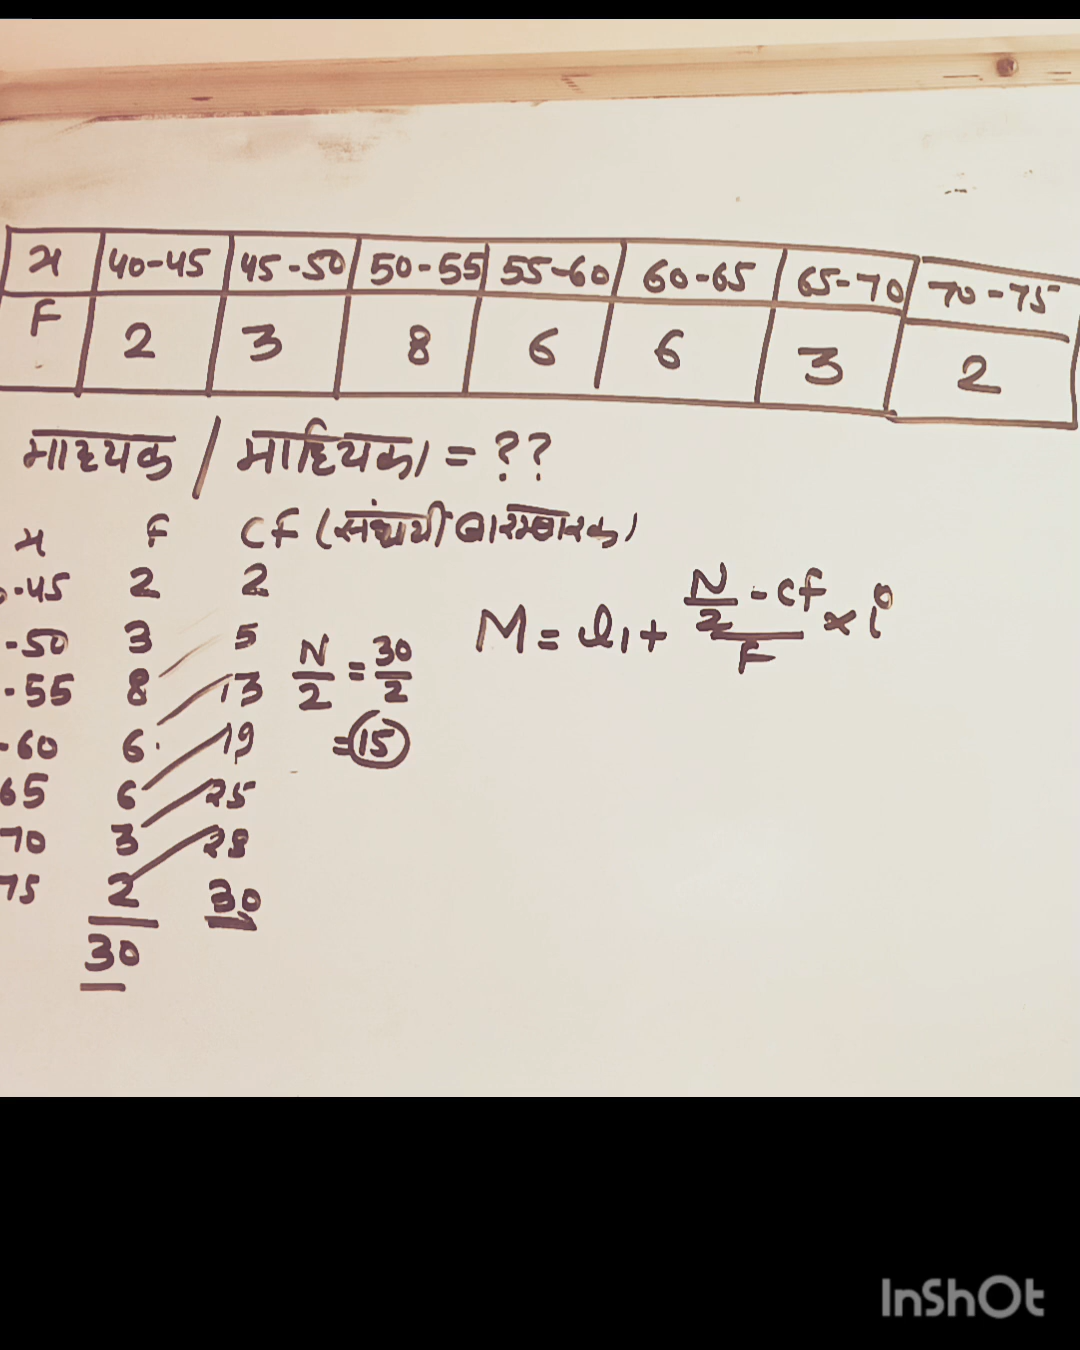 x 40-45 45-50 50-55 55-60 60-65 65-70 70-75
F 2 3 8 6 6 3 2
माध्यक / माध्यिका = ??
x F CF (संचयी बारम्बारता)
-45 2 2
-50 3 5
-55 8 13
-60 6 19
65 6 25
70 3 28
75 2 30
30
N/2 = 30/2
= 15
M = l₁ + (N/2 - cf)/F × i
InShOt